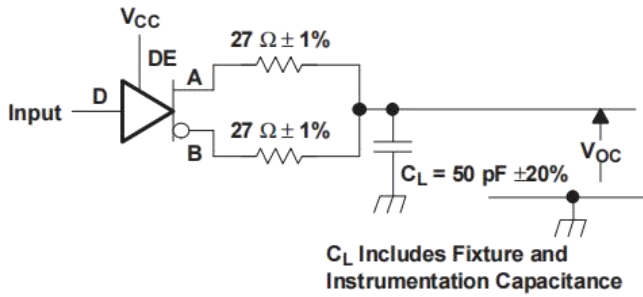 VCC
DE
27 Ω ± 1%
A
Input
D
27 Ω ± 1%
B
CL = 50 pF ±20%
VOC
CL Includes Fixture and
Instrumentation Capacitance